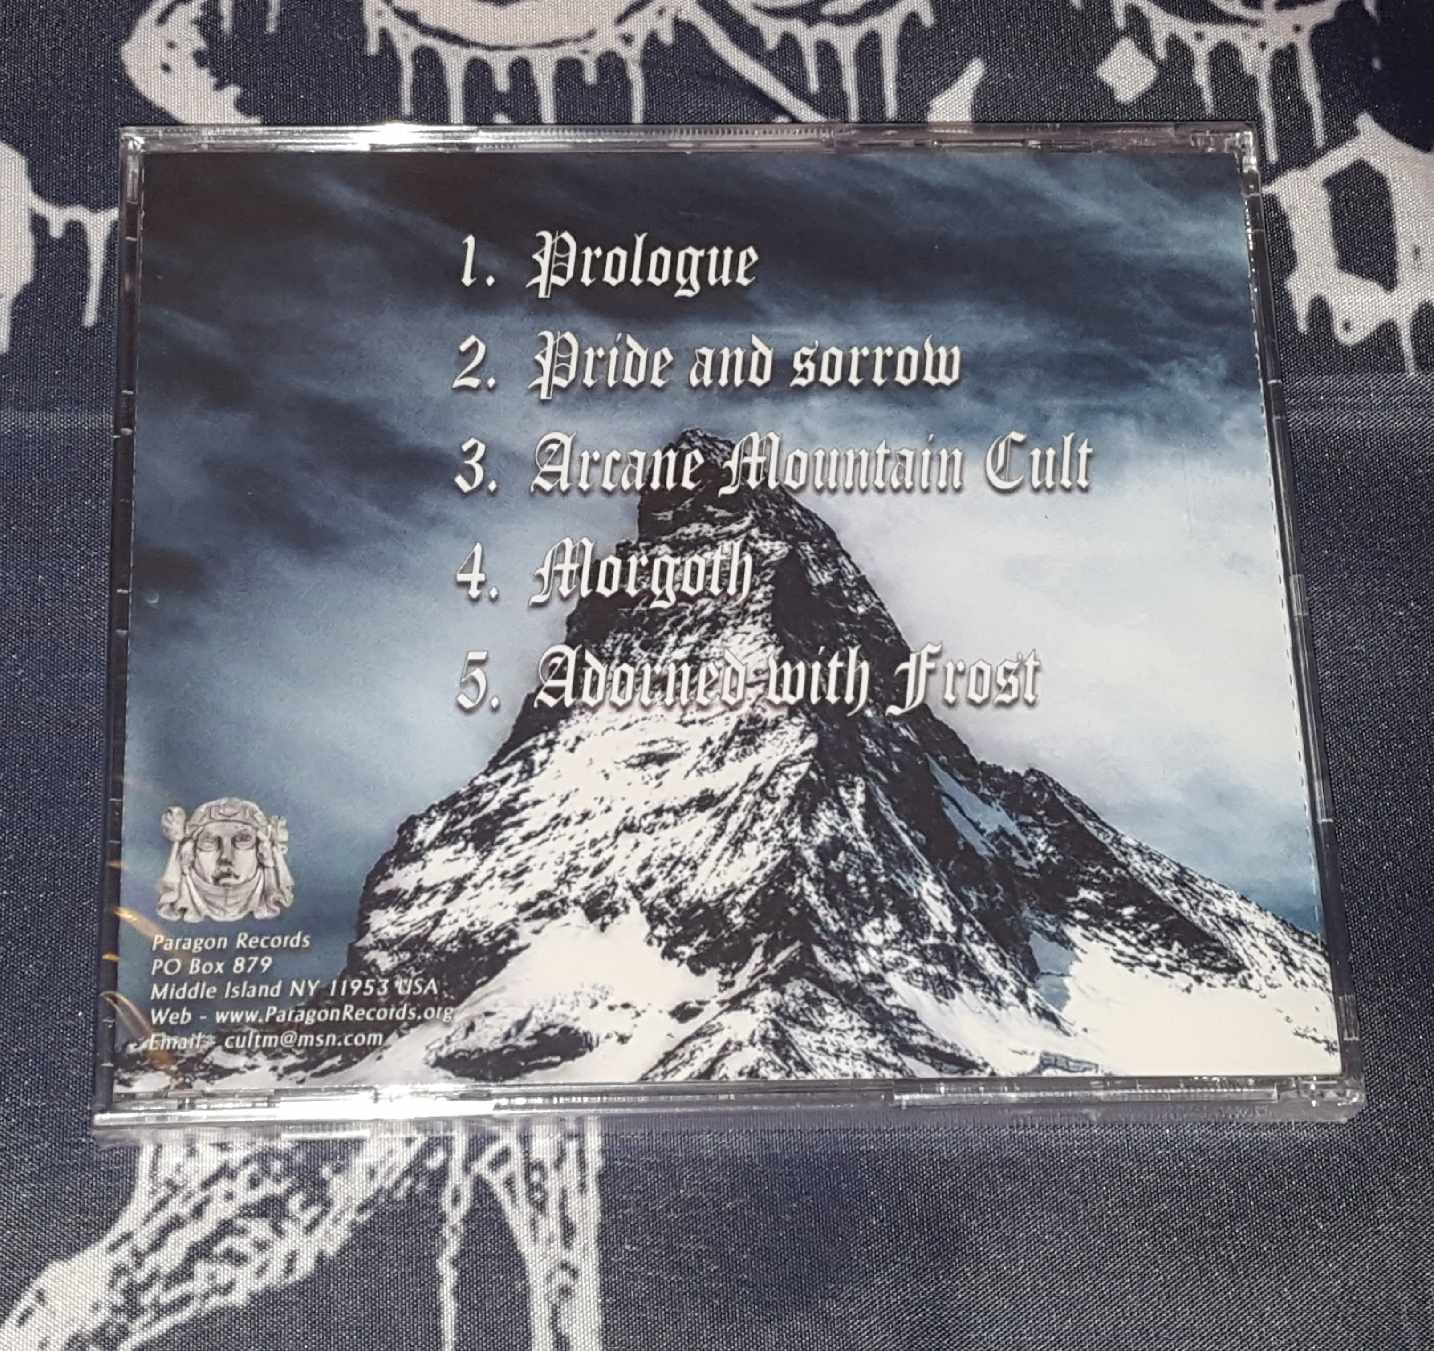 1. Prologue
2. Pride and sorrow
3. Arcane Mountain Cult
4. Morgoth
5. Adorned with Frost
Paragon Records
PO Box 879
Middle Island NY 11953 USA
Web - www.ParagonRecords.org
Email - cultm@msn.com